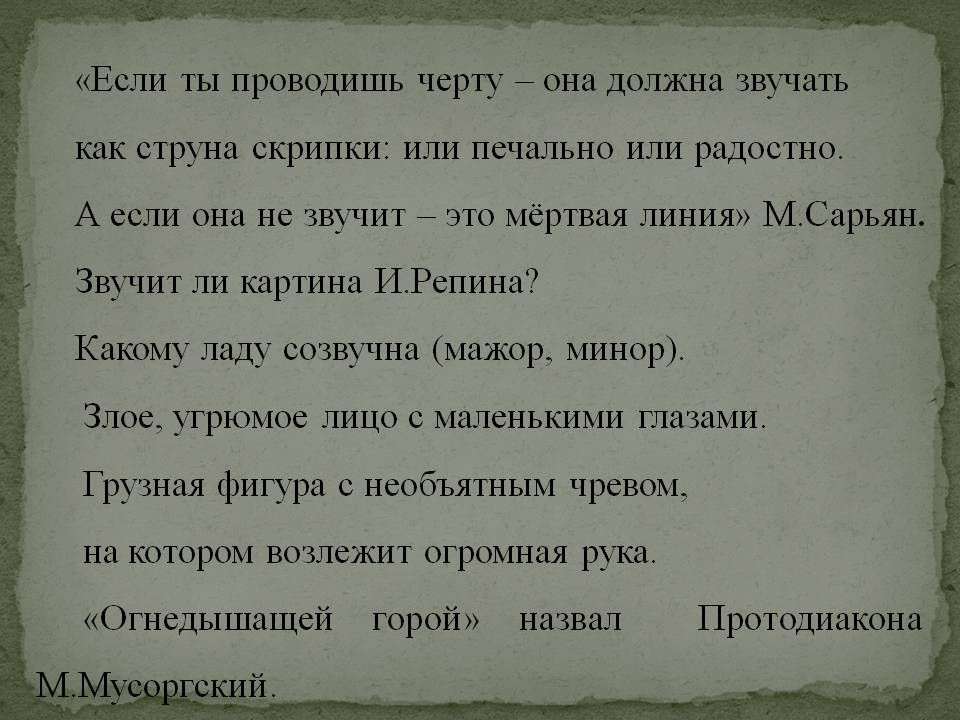 «Если ты проводишь черту – она должна звучать
как струна скрипки: или печально или радостно.
А если она не звучит – это мёртвая линия» М.Сарьян.
Звучит ли картина И.Репина?
Какому ладу созвучна (мажор, минор).
Злое, угрюмое лицо с маленькими глазами.
Грузная фигура с необъятным чревом,
на котором возлежит огромная рука.
«Огнедышащей горой» назвал Протодиакона
М.Мусоргский.